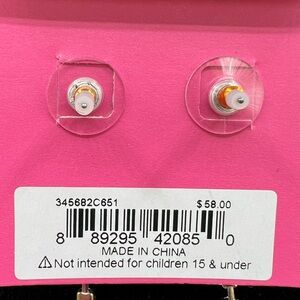 345682C651 $58.00
8 89295 42085 0
MADE IN CHINA
⚠Not intended for children 15 & under